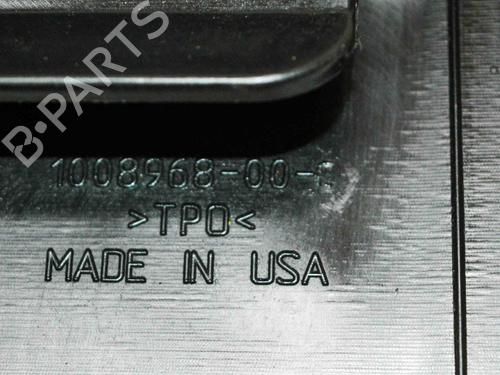 B-PARTS
1008968-00-
>TPO<
MADE IN USA